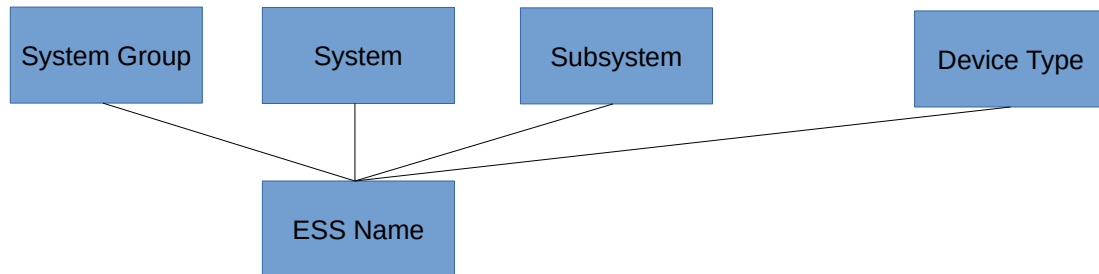 System Group
System
Subsystem
Device Type
ESS Name